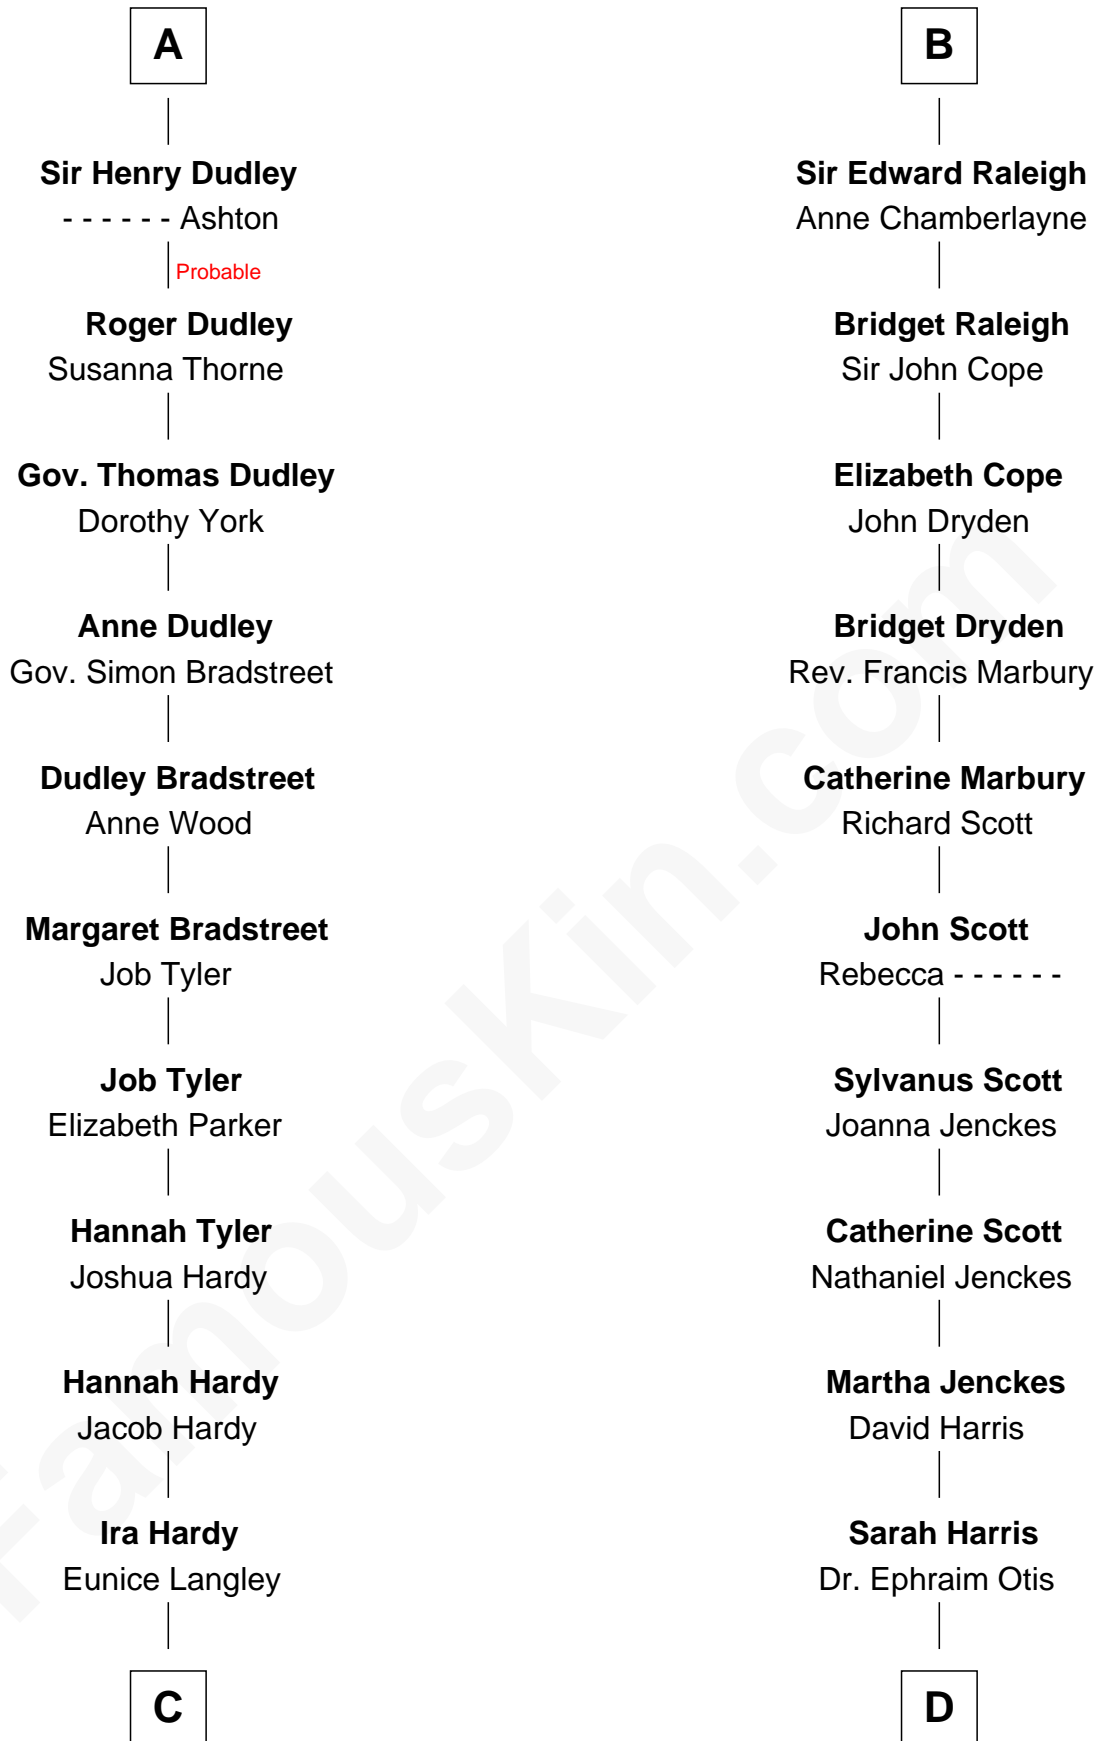 A
Sir Henry Dudley
- - - - - - Ashton
Probable
Roger Dudley
Susanna Thorne
Gov. Thomas Dudley
Dorothy York
Anne Dudley
Gov. Simon Bradstreet
Dudley Bradstreet
Anne Wood
Margaret Bradstreet
Job Tyler
Job Tyler
Elizabeth Parker
Hannah Tyler
Joshua Hardy
Hannah Hardy
Jacob Hardy
Ira Hardy
Eunice Langley
C
B
Sir Edward Raleigh
Anne Chamberlayne
Bridget Raleigh
Sir John Cope
Elizabeth Cope
John Dryden
Bridget Dryden
Rev. Francis Marbury
Catherine Marbury
Richard Scott
John Scott
Rebecca - - - - - -
Sylvanus Scott
Joanna Jenckes
Catherine Scott
Nathaniel Jenckes
Martha Jenckes
David Harris
Sarah Harris
Dr. Ephraim Otis
D
FamousKin.com